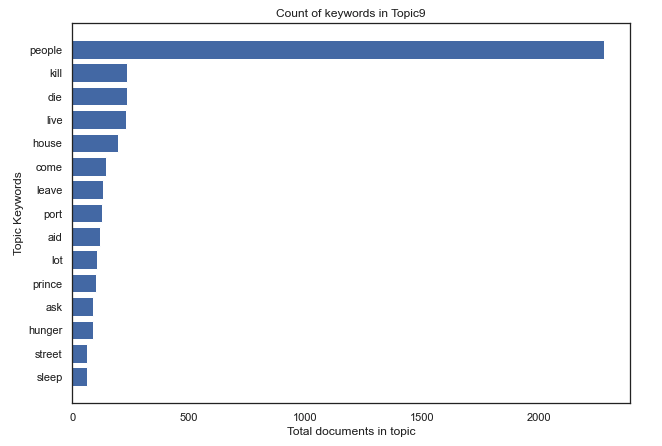 Count of keywords in Topic9
Topic Keywords
people
kill
die
live
house
come
leave
port
aid
lot
prince
ask
hunger
street
sleep
0 500 1000 1500 2000
Total documents in topic